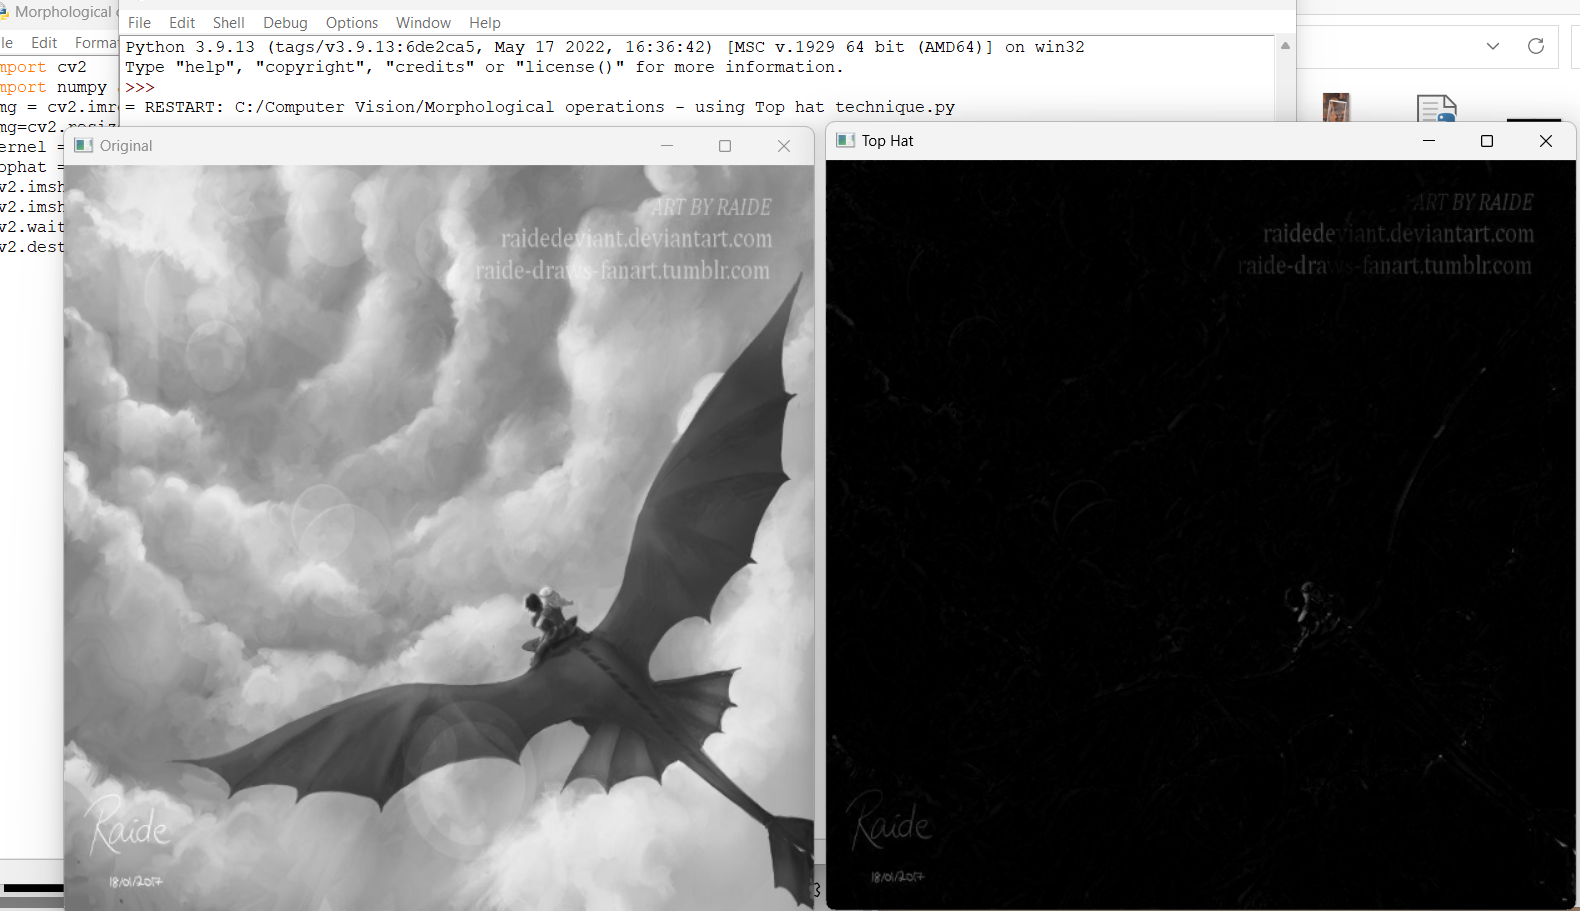 Morphological
File Edit Shell Debug Options Window Help
Python 3.9.13 (tags/v3.9.13:6de2ca5, May 17 2022, 16:36:42) [MSC v.1929 64 bit (AMD64)] on win32
Type "help", "copyright", "credits" or "license()" for more information.
>>>
= RESTART: C:/Computer Vision/Morphological operations - using Top hat technique.py
le Edit Forma
mport cv2
mport numpy
mg = cv2.imr
mg=cv2.resiz
ernel =
ophat =
v2.imsh
v2.imsh
v2.wait
v2.dest
Original
ART BY RAIDE
raidedeviant.deviantart.com
raide-draws-fanart.tumblr.com
Raide
18/01/2017
Top Hat
ART BY RAIDE
raidedeviant.deviantart.com
raide-draws-fanart.tumblr.com
Raide
18/01/2017